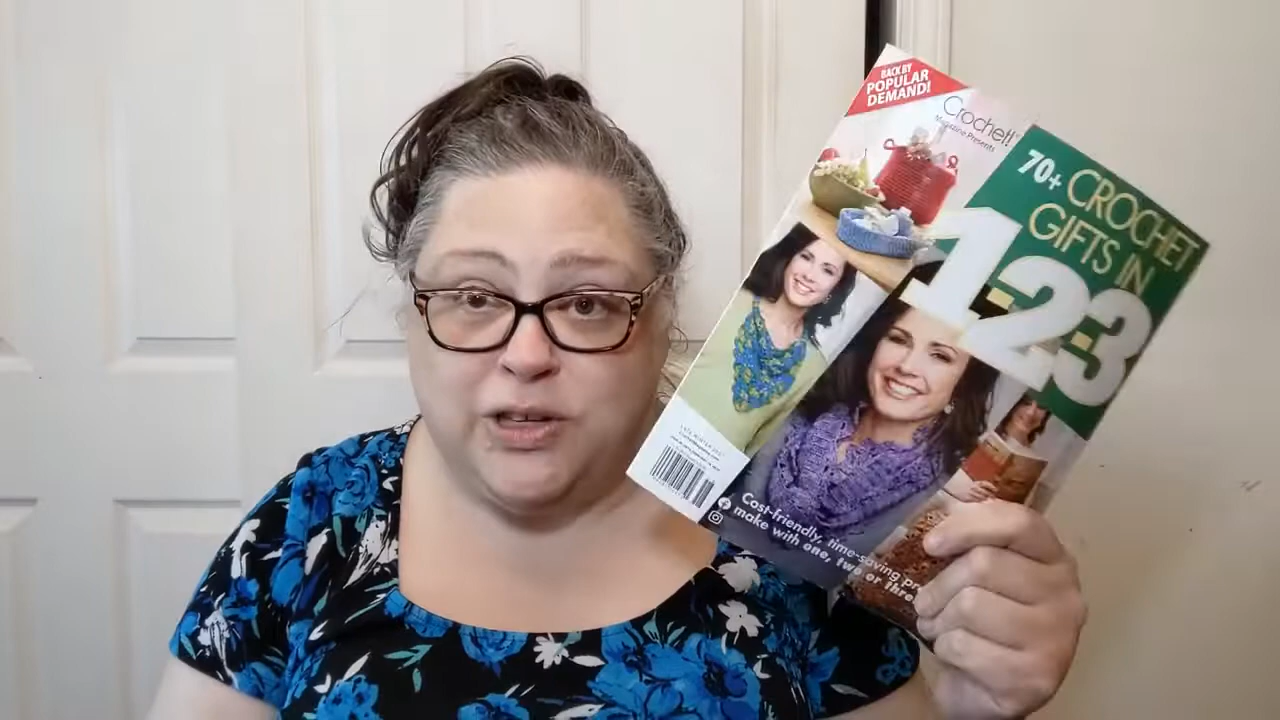 BACK BY
POPULAR
DEMAND!
Crochet!
Magazine Presents
70+ CROCHET
GIFTS IN
1-2-3
Cost-friendly, time-saving
make with one, two or three